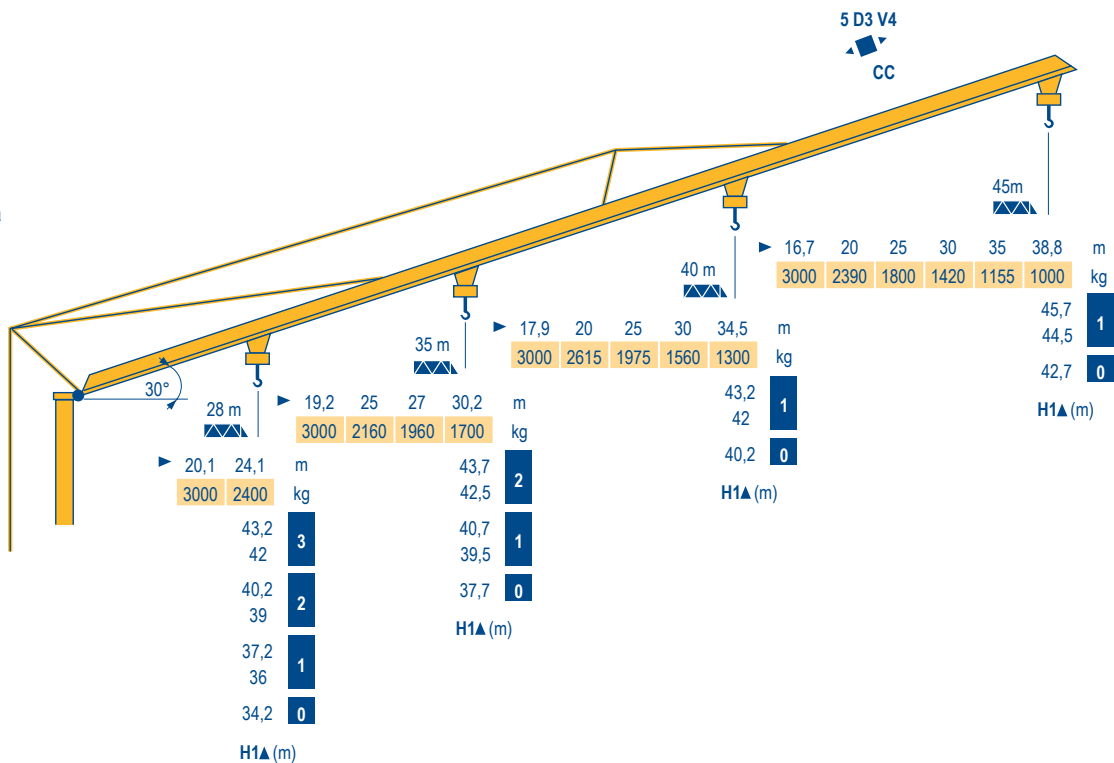 5 D3 V4
CC
30°
28 m
► 20,1 24,1 m
3000 2400 kg
43,2
42
3
40,2
39
2
37,2
36
1
34,2 0
H1▲ (m)
35 m
► 19,2 25 27 30,2 m
3000 2160 1960 1700 kg
43,7
42,5
2
40,7
39,5
1
37,7 0
H1▲ (m)
40 m
► 17,9 20 25 30 34,5 m
3000 2615 1975 1560 1300 kg
43,2
42
1
40,2 0
H1▲ (m)
45m
► 16,7 20 25 30 35 38,8 m
3000 2390 1800 1420 1155 1000 kg
45,7
44,5
1
42,7 0
H1▲ (m)